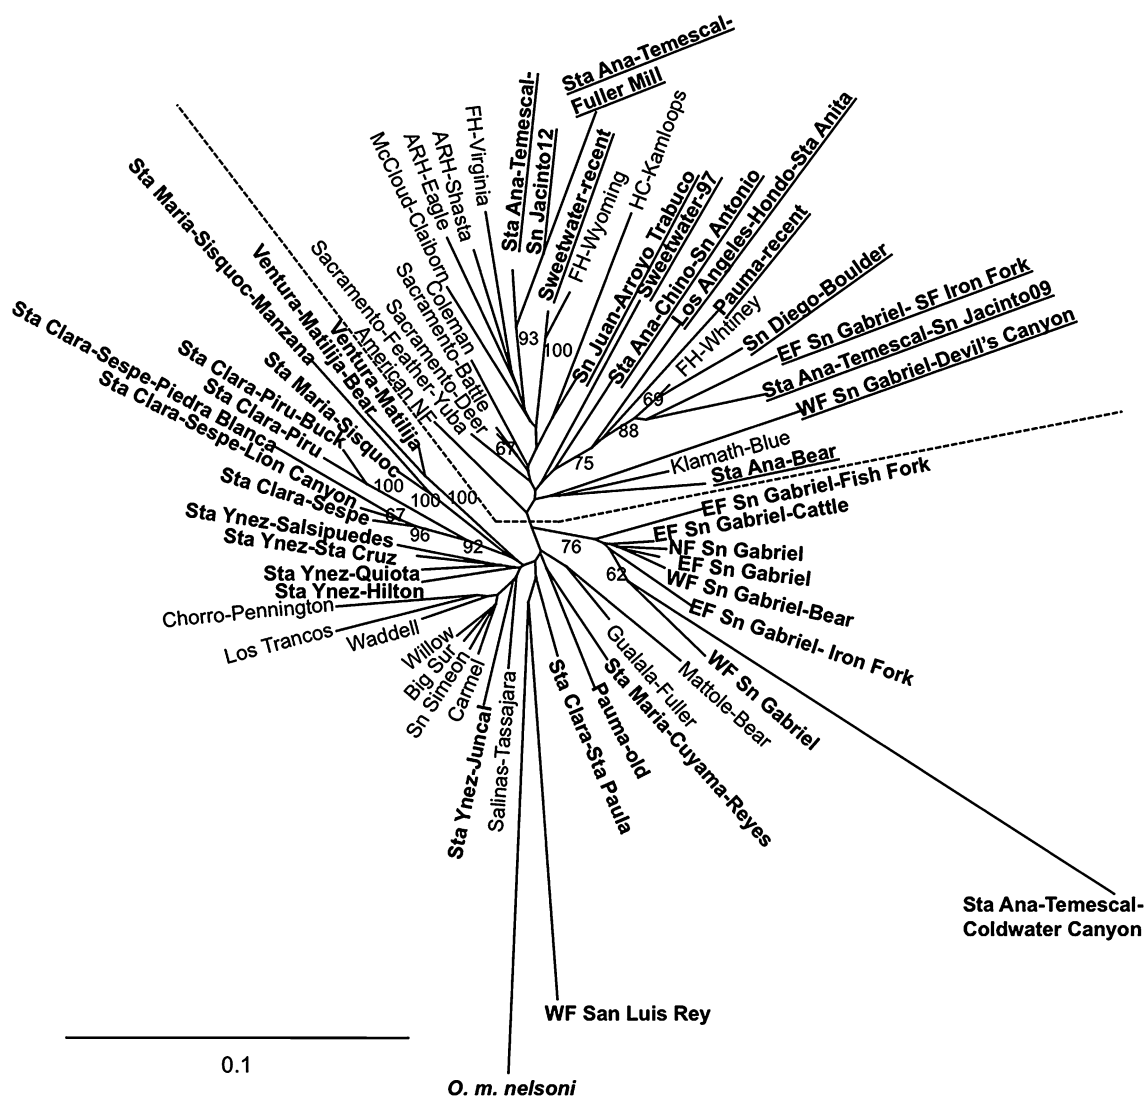 Sta Ana-Temescal-
Fuller Mill
Sta Ana-Temescal-
Sn Jacinto12
FH-Virginia
ARH-Shasta
ARH-Eagle
McCloud-Claiborn
Sweetwater-recent
FH-Wyoming
HC-Kamloops
Sn Juan-Arroyo Trabuco
Sweetwater-97
Sta Ana-Chino-Sn Antonio
Los Angeles-Hondo-Sta Anita
Pauma-recent
FH-Whtiney
Sn Diego-Boulder
EF Sn Gabriel- SF Iron Fork
Sta Ana-Temescal-Sn Jacinto09
WF Sn Gabriel-Devil's Canyon
Klamath-Blue
Sta Ana-Bear
Coleman
Sacramento-Battle
Sacramento-Deer
Sacramento-Feather-Yuba
American NF
Ventura-Matilija
Ventura-Matilija-Bear
Sta Maria-Sisquoc-Manzana
Sta Maria-Sisquoc
Sta Clara-Piru-Buck
Sta Clara-Piru
Sta Clara-Sespe-Piedra Blanca
Sta Clara-Sespe-Lion Canyon
Sta Clara-Sespe
Sta Ynez-Salsipuedes
Sta Ynez-Sta Cruz
Sta Ynez-Quiota
Sta Ynez-Hilton
Chorro-Pennington
Los Trancos
Waddell
Willow
Big Sur
Sn Simeon
Carmel
Sta Ynez-Juncal
Salinas-Tassajara
EF Sn Gabriel-Fish Fork
EF Sn Gabriel-Cattle
NF Sn Gabriel
EF Sn Gabriel
WF Sn Gabriel-Bear
EF Sn Gabriel- Iron Fork
WF Sn Gabriel
Mattole-Bear
Gualala-Fuller
Sta Maria-Cuyama-Reyes
Pauma-old
Sta Clara-Sta Paula
Sta Ana-Temescal-
Coldwater Canyon
WF San Luis Rey
O. m. nelsoni
93
100
69
88
75
67
100
100
100
67
96
92
76
62
0.1